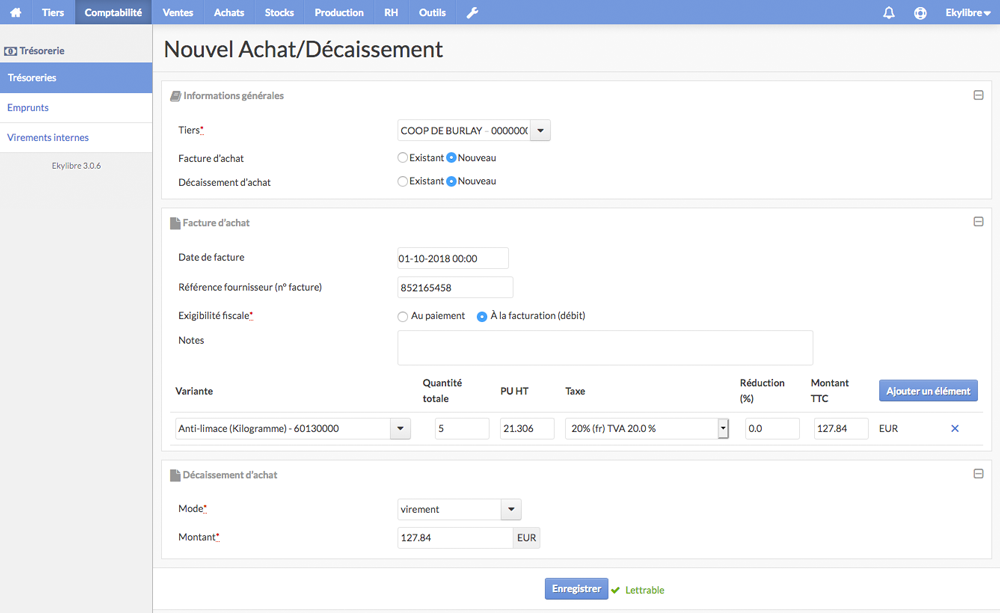 Tiers Comptabilité Ventes Achats Stocks Production RH Outils Ekylibre
Trésorerie
Trésoreries
Emprunts
Virements internes
Ekylibre 3.0.6
Nouvel Achat/Décaissement
Informations générales
Tiers* COOP DE BURLAY - 0000000
Facture d'achat Existant Nouveau
Décaissement d'achat Existant Nouveau
Facture d'achat
Date de facture 01-10-2018 00:00
Référence fournisseur (n° facture) 852165458
Exigibilité fiscale* Au paiement À la facturation (débit)
Notes
Variante Quantité totale PU HT Taxe Réduction (%) Montant TTC Ajouter un élément
Anti-limace (Kilogramme) - 60130000 5 21.306 20% (fr) TVA 20.0 % 0.0 127.84 EUR
Décaissement d'achat
Mode* virement
Montant* 127.84 EUR
Enregistrer Lettrable